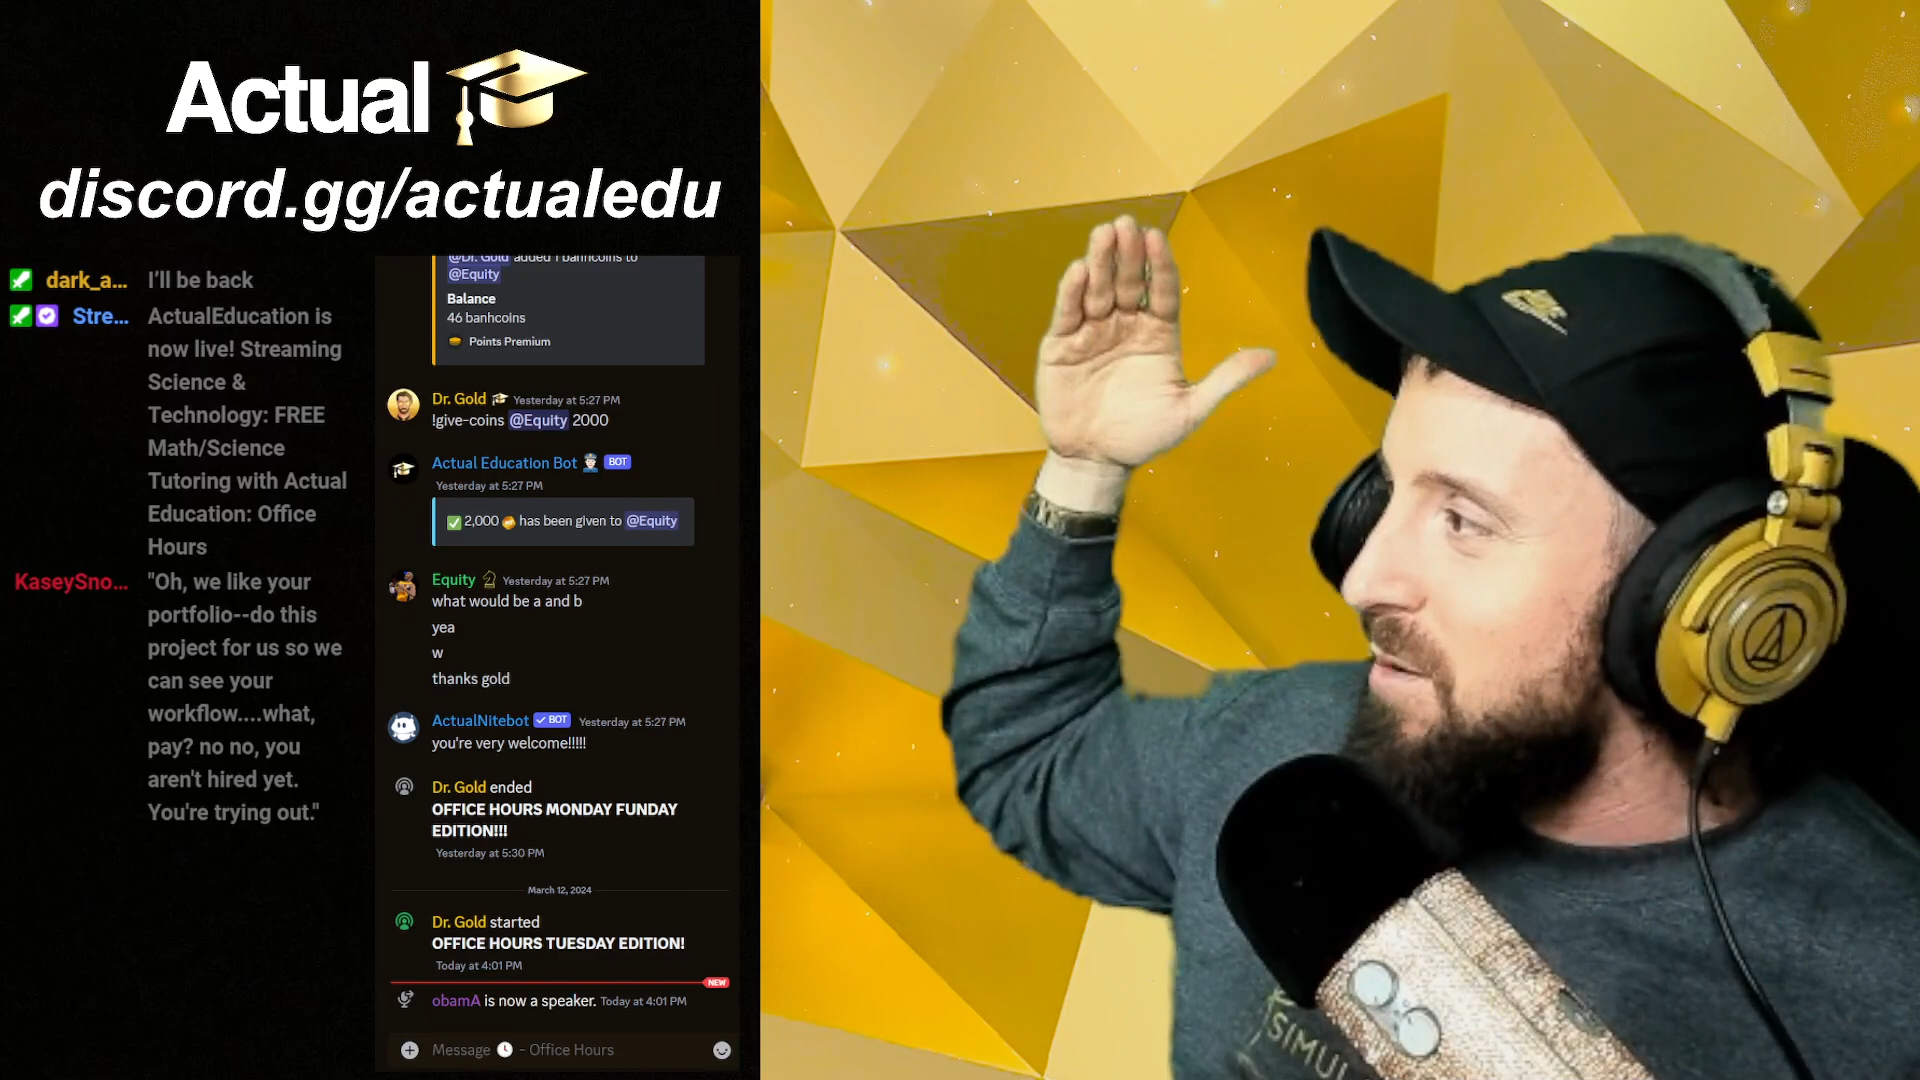 Actual
discord.gg/actualedu
dark_a... I'll be back
Stre... ActualEducation is
now live! Streaming
Science &
Technology: FREE
Math/Science
Tutoring with Actual
Education: Office
Hours
KaseySno... "Oh, we like your
portfolio--do this
project for us so we
can see your
workflow....what,
pay? no no, you
aren't hired yet.
You're trying out."
@Dr. Gold added 1 banhcoins to
@Equity
Balance
46 banhcoins
Points Premium
Dr. Gold Yesterday at 5:27 PM
!give-coins @Equity 2000
Actual Education Bot BOT
Yesterday at 5:27 PM
2,000 has been given to @Equity
Equity Yesterday at 5:27 PM
what would be a and b
yea
w
thanks gold
ActualNitebot BOT Yesterday at 5:27 PM
you're very welcome!!!!!
Dr. Gold ended
OFFICE HOURS MONDAY FUNDAY
EDITION!!!
Yesterday at 5:30 PM
March 12, 2024
Dr. Gold started
OFFICE HOURS TUESDAY EDITION!
Today at 4:01 PM
NEW
obamA is now a speaker. Today at 4:01 PM
Message - Office Hours